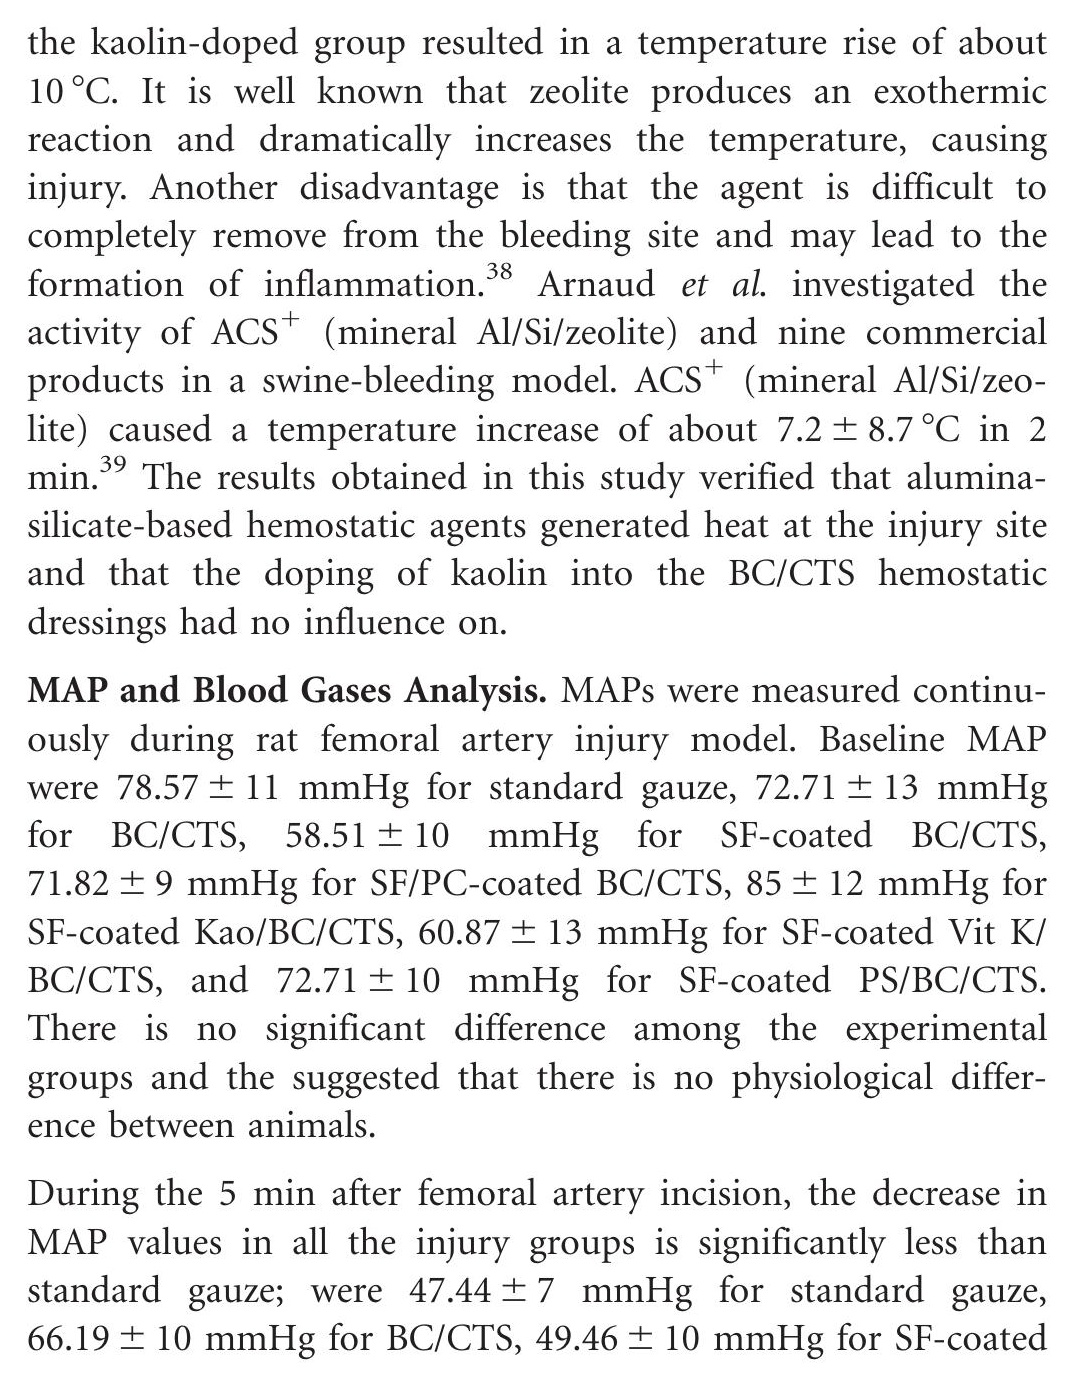 the kaolin-doped group resulted in a temperature rise of about
10 °C. It is well known that zeolite produces an exothermic
reaction and dramatically increases the temperature, causing
injury. Another disadvantage is that the agent is difficult to
completely remove from the bleeding site and may lead to the
formation of inflammation.³⁸ Arnaud et al. investigated the
activity of ACS⁺ (mineral Al/Si/zeolite) and nine commercial
products in a swine-bleeding model. ACS⁺ (mineral Al/Si/zeo-
lite) caused a temperature increase of about 7.2 ± 8.7 °C in 2
min.³⁹ The results obtained in this study verified that alumina-
silicate-based hemostatic agents generated heat at the injury site
and that the doping of kaolin into the BC/CTS hemostatic
dressings had no influence on.
MAP and Blood Gases Analysis. MAPs were measured continu-
ously during rat femoral artery injury model. Baseline MAP
were 78.57 ± 11 mmHg for standard gauze, 72.71 ± 13 mmHg
for BC/CTS, 58.51 ± 10 mmHg for SF-coated BC/CTS,
71.82 ± 9 mmHg for SF/PC-coated BC/CTS, 85 ± 12 mmHg for
SF-coated Kao/BC/CTS, 60.87 ± 13 mmHg for SF-coated Vit K/
BC/CTS, and 72.71 ± 10 mmHg for SF-coated PS/BC/CTS.
There is no significant difference among the experimental
groups and the suggested that there is no physiological differ-
ence between animals.
During the 5 min after femoral artery incision, the decrease in
MAP values in all the injury groups is significantly less than
standard gauze; were 47.44 ± 7 mmHg for standard gauze,
66.19 ± 10 mmHg for BC/CTS, 49.46 ± 10 mmHg for SF-coated